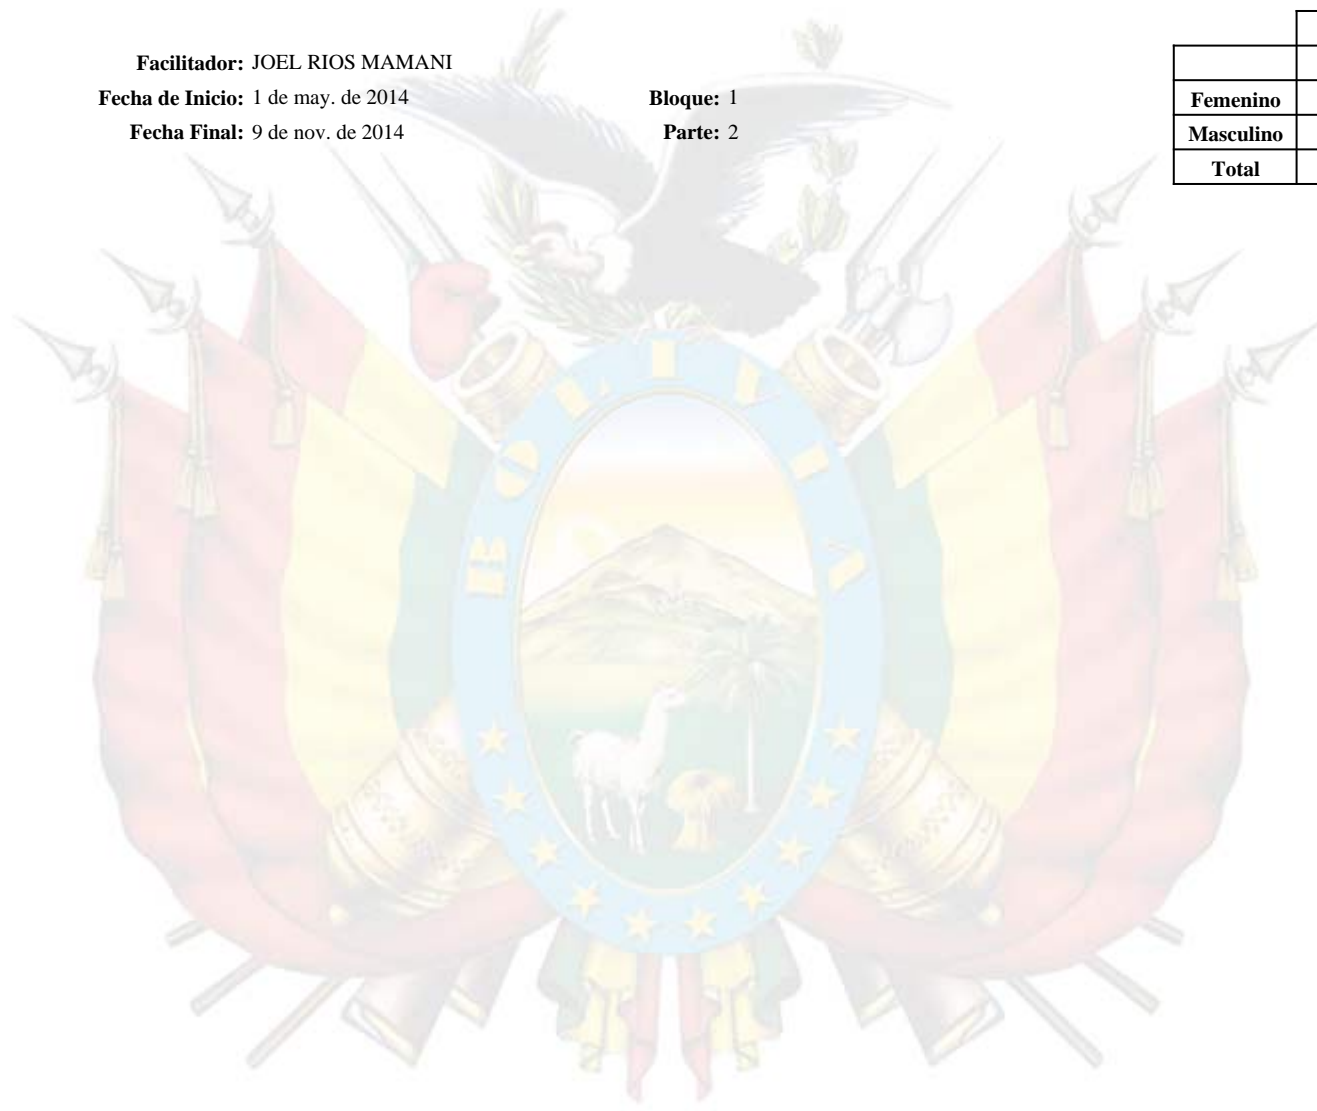 Facilitador: JOEL RIOS MAMANI
Fecha de Inicio: 1 de may. de 2014 Bloque: 1
Fecha Final: 9 de nov. de 2014 Parte: 2
Femenino
Masculino
Total
BOLIVIA